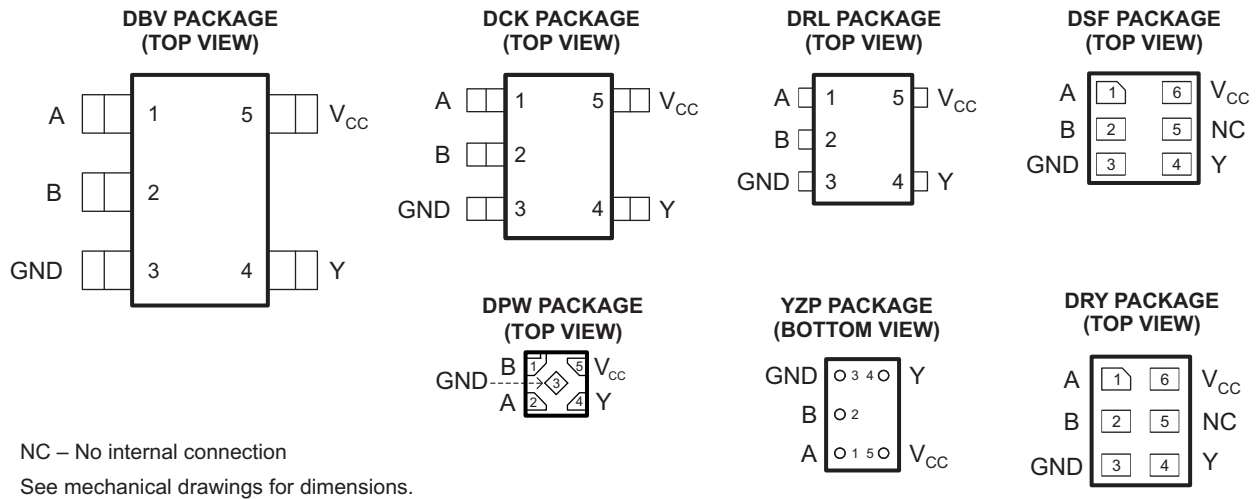 DBV PACKAGE
(TOP VIEW)
A 1 5 VCC
B 2
GND 3 4 Y
DCK PACKAGE
(TOP VIEW)
A 1 5 VCC
B 2
GND 3 4 Y
DRL PACKAGE
(TOP VIEW)
A 1 5 VCC
B 2
GND 3 4 Y
DSF PACKAGE
(TOP VIEW)
A 1 6 VCC
B 2 5 NC
GND 3 4 Y
DPW PACKAGE
(TOP VIEW)
B 1 5 VCC
GND 3
A 2 4 Y
YZP PACKAGE
(BOTTOM VIEW)
GND 3 4 Y
B 2
A 1 5 VCC
DRY PACKAGE
(TOP VIEW)
A 1 6 VCC
B 2 5 NC
GND 3 4 Y
NC – No internal connection
See mechanical drawings for dimensions.